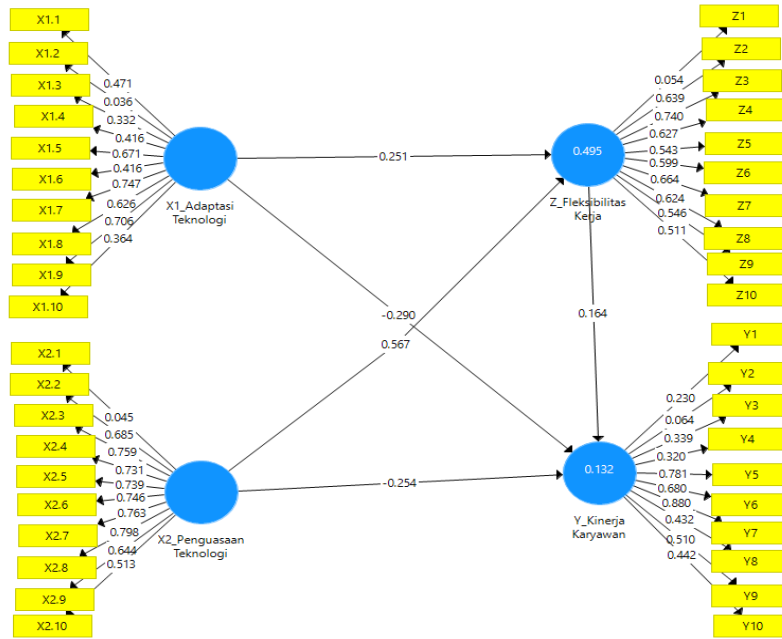 X1.1
X1.2
X1.3
X1.4
X1.5
X1.6
X1.7
X1.8
X1.9
X1.10
0.471
0.036
0.332
0.416
0.671
0.416
0.747
0.626
0.706
0.364
X1_Adaptasi
Teknologi
0.251
-0.290
0.567
0.495
Z_Fleksibilitas
Kerja
0.054
0.639
0.740
0.627
0.543
0.599
0.664
0.624
0.546
0.511
Z1
Z2
Z3
Z4
Z5
Z6
Z7
Z8
Z9
Z10
0.164
X2.1
X2.2
X2.3
X2.4
X2.5
X2.6
X2.7
X2.8
X2.9
X2.10
0.045
0.685
0.759
0.731
0.739
0.746
0.763
0.798
0.644
0.513
X2_Penguasaan
Teknologi
-0.254
0.132
Y_Kinerja
Karyawan
0.230
0.064
0.339
0.320
0.781
0.680
0.880
0.432
0.510
0.442
Y1
Y2
Y3
Y4
Y5
Y6
Y7
Y8
Y9
Y10